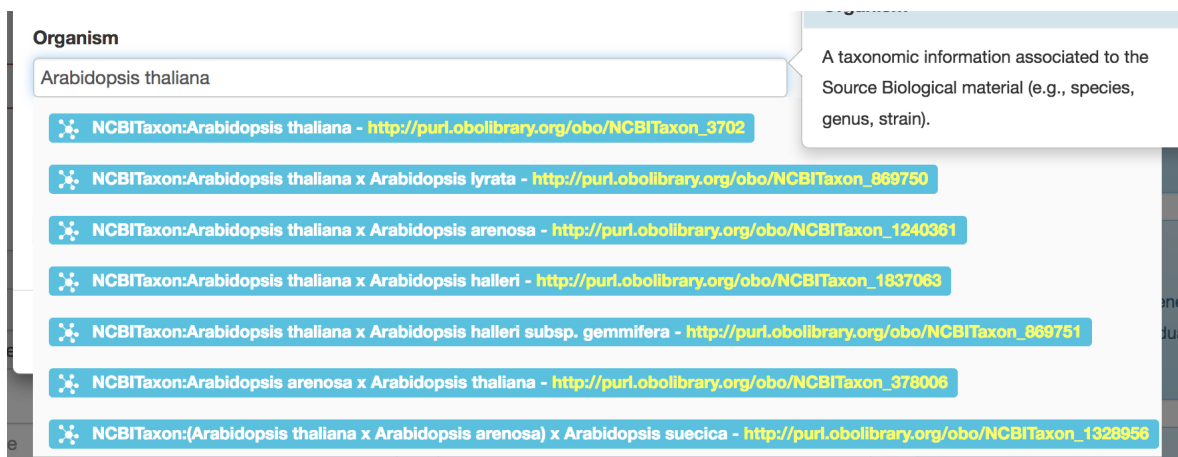 Organism
Organism
Arabidopsis thaliana
A taxonomic information associated to the
Source Biological material (e.g., species,
genus, strain).
NCBITaxon:Arabidopsis thaliana - http://purl.obolibrary.org/obo/NCBITaxon_3702
NCBITaxon:Arabidopsis thaliana x Arabidopsis lyrata - http://purl.obolibrary.org/obo/NCBITaxon_869750
NCBITaxon:Arabidopsis thaliana x Arabidopsis arenosa - http://purl.obolibrary.org/obo/NCBITaxon_1240361
NCBITaxon:Arabidopsis thaliana x Arabidopsis halleri - http://purl.obolibrary.org/obo/NCBITaxon_1837063
NCBITaxon:Arabidopsis thaliana x Arabidopsis halleri subsp. gemmifera - http://purl.obolibrary.org/obo/NCBITaxon_869751
NCBITaxon:Arabidopsis arenosa x Arabidopsis thaliana - http://purl.obolibrary.org/obo/NCBITaxon_378006
NCBITaxon:(Arabidopsis thaliana x Arabidopsis arenosa) x Arabidopsis suecica - http://purl.obolibrary.org/obo/NCBITaxon_1328956